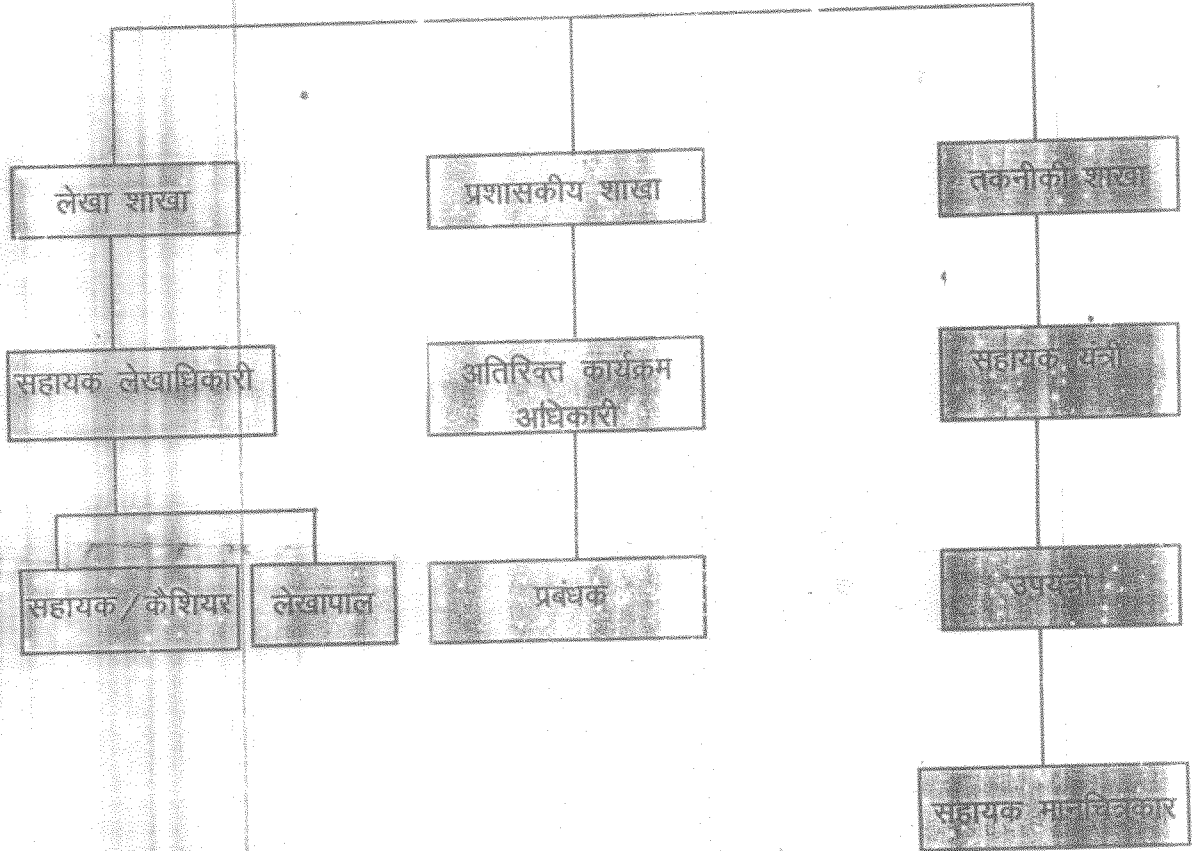 लेखा शाखा
प्रशासकीय शाखा
तकनीकी शाखा
सहायक लेखाधिकारी
अतिरिक्त कार्यक्रम
अधिकारी
सहायक यंत्री
सहायक/कैशियर
लेखापाल
प्रबंधक
उपयंत्री
सहायक मानचित्रकार